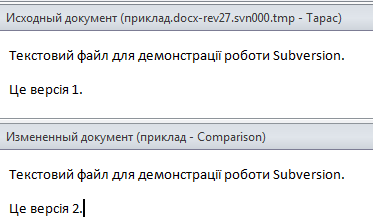 Исходный документ (приклад.docx-rev27.svn000.tmp - Тарас)
Текстовий файл для демонстрації роботи Subversion.
Це версія 1.
Измененный документ (приклад - Comparison)
Текстовий файл для демонстрації роботи Subversion.
Це версія 2.